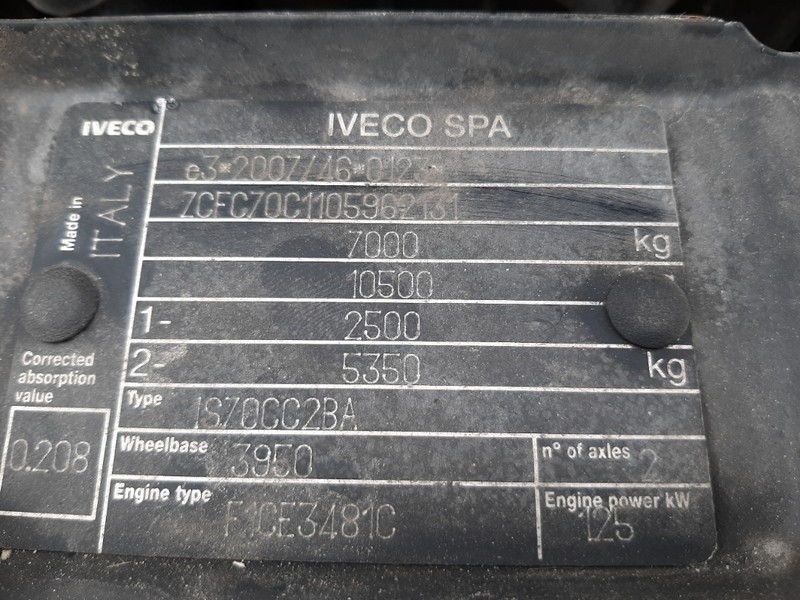 IVECO
IVECO SPA
Made in
ITALY
e3*2007/46*0127*
ZCFC70C1105962131
7000 kg
10500
1- 2500
2- 5350 kg
Corrected
absorption
value
0.208
Type IS70CC2BA
Wheelbase 3950
n° of axles 2
Engine type F1CE3481C
Engine power kW
125